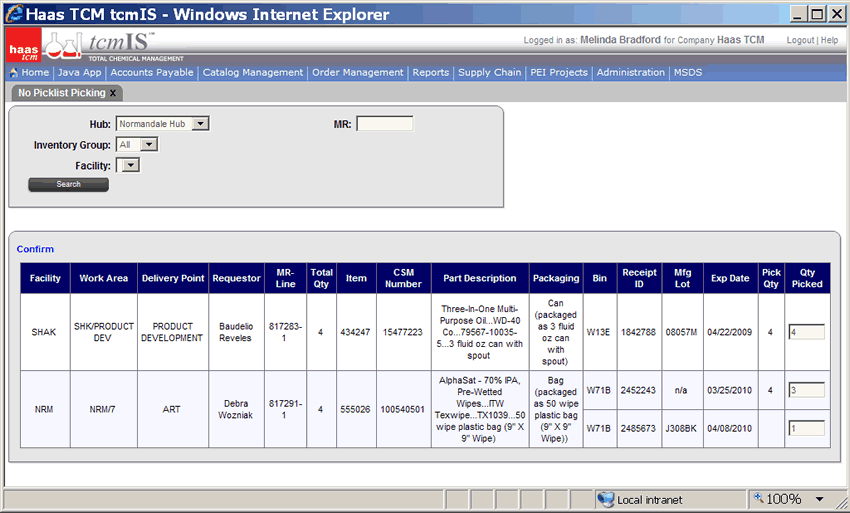 Haas TCM tcmIS - Windows Internet Explorer
haas tcm
tcmIS™
TOTAL CHEMICAL MANAGEMENT
Logged in as: Melinda Bradford for Company Haas TCM
Logout | Help
Home | Java App | Accounts Payable | Catalog Management | Order Management | Reports | Supply Chain | PEI Projects | Administration | MSDS
No Picklist Picking x
Hub: Normandale Hub
MR:
Inventory Group: All
Facility:
Search
Confirm
Facility Work Area Delivery Point Requestor MR-Line Total Qty Item CSM Number Part Description Packaging Bin Receipt ID Mfg Lot Exp Date Pick Qty Qty Picked
SHAK SHK/PRODUCT DEV PRODUCT DEVELOPMENT Baudelio Reveles 817283-1 4 434247 15477223 Three-In-One Multi-Purpose Oil...WD-40 Co...79567-10035-5...3 fluid oz can with spout Can (packaged as 3 fluid oz can with spout) W13E 1842788 08057M 04/22/2009 4 4
NRM NRM/7 ART Debra Wozniak 817291-1 4 555026 100540501 AlphaSat - 70% IPA, Pre-Wetted Wipes...ITW Texwipe...TX1039...50 wipe plastic bag (9" X 9" Wipe) Bag (packaged as 50 wipe plastic bag (9" X 9" Wipe)) W71B 2452243 n/a 03/25/2010 4 3
W71B 2485673 J308BK 04/08/2010 1
Local intranet
100%